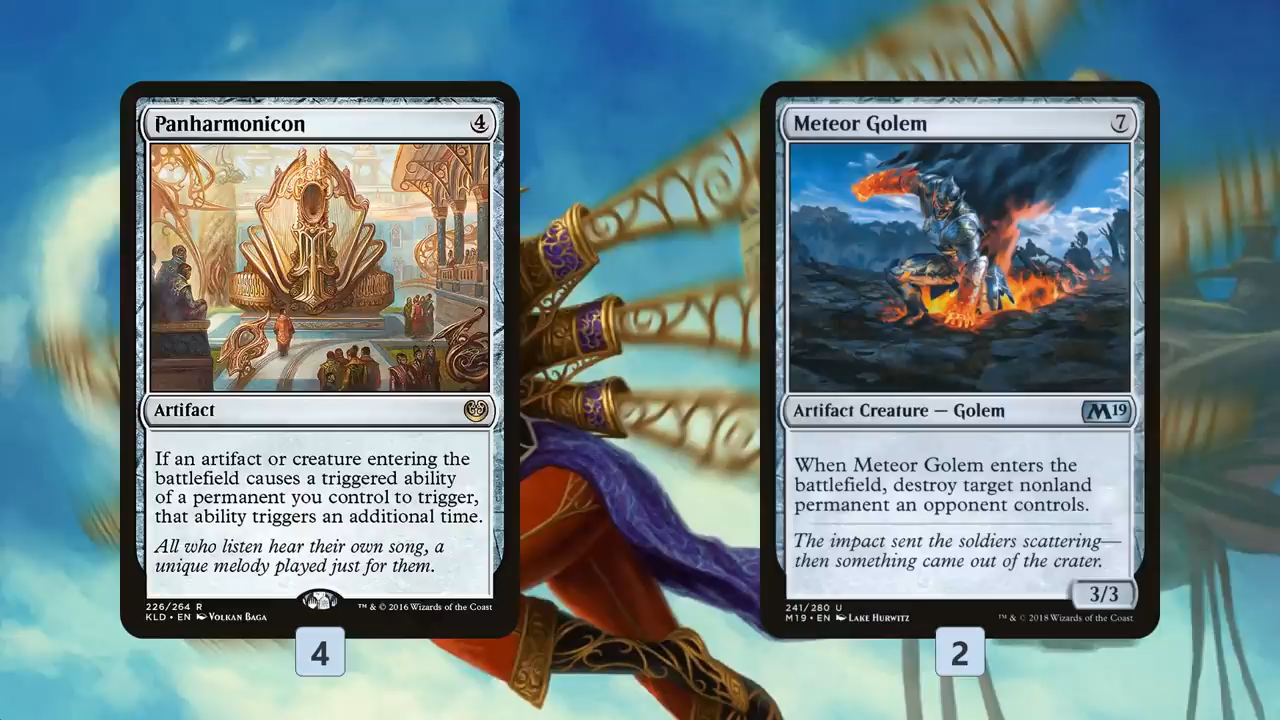 Panharmonicon 4
Artifact
If an artifact or creature entering the
battlefield causes a triggered ability
of a permanent you control to trigger,
that ability triggers an additional time.
All who listen hear their own song, a
unique melody played just for them.
226/264 R
KLD • EN VOLKAN BAGA
™ & © 2016 Wizards of the Coast
4
Meteor Golem 7
Artifact Creature — Golem M19
When Meteor Golem enters the
battlefield, destroy target nonland
permanent an opponent controls.
The impact sent the soldiers scattering—
then something came out of the crater.
3/3
241/280 U
M19 • EN LAKE HURWITZ
™ & © 2018 Wizards of the Coast
2